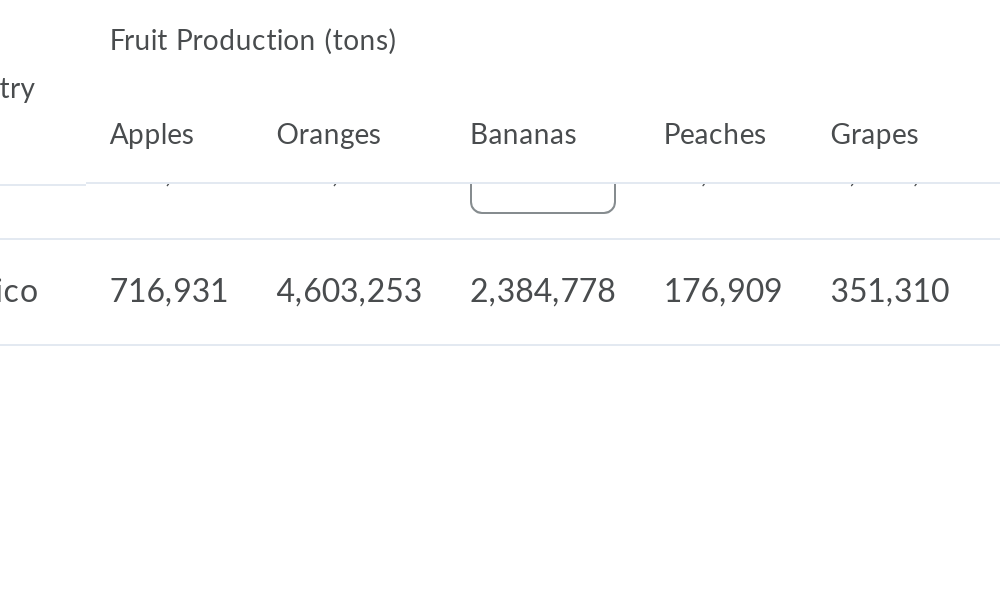 Fruit Production (tons)
try
Apples Oranges Bananas Peaches Grapes
ico 716,931 4,603,253 2,384,778 176,909 351,310